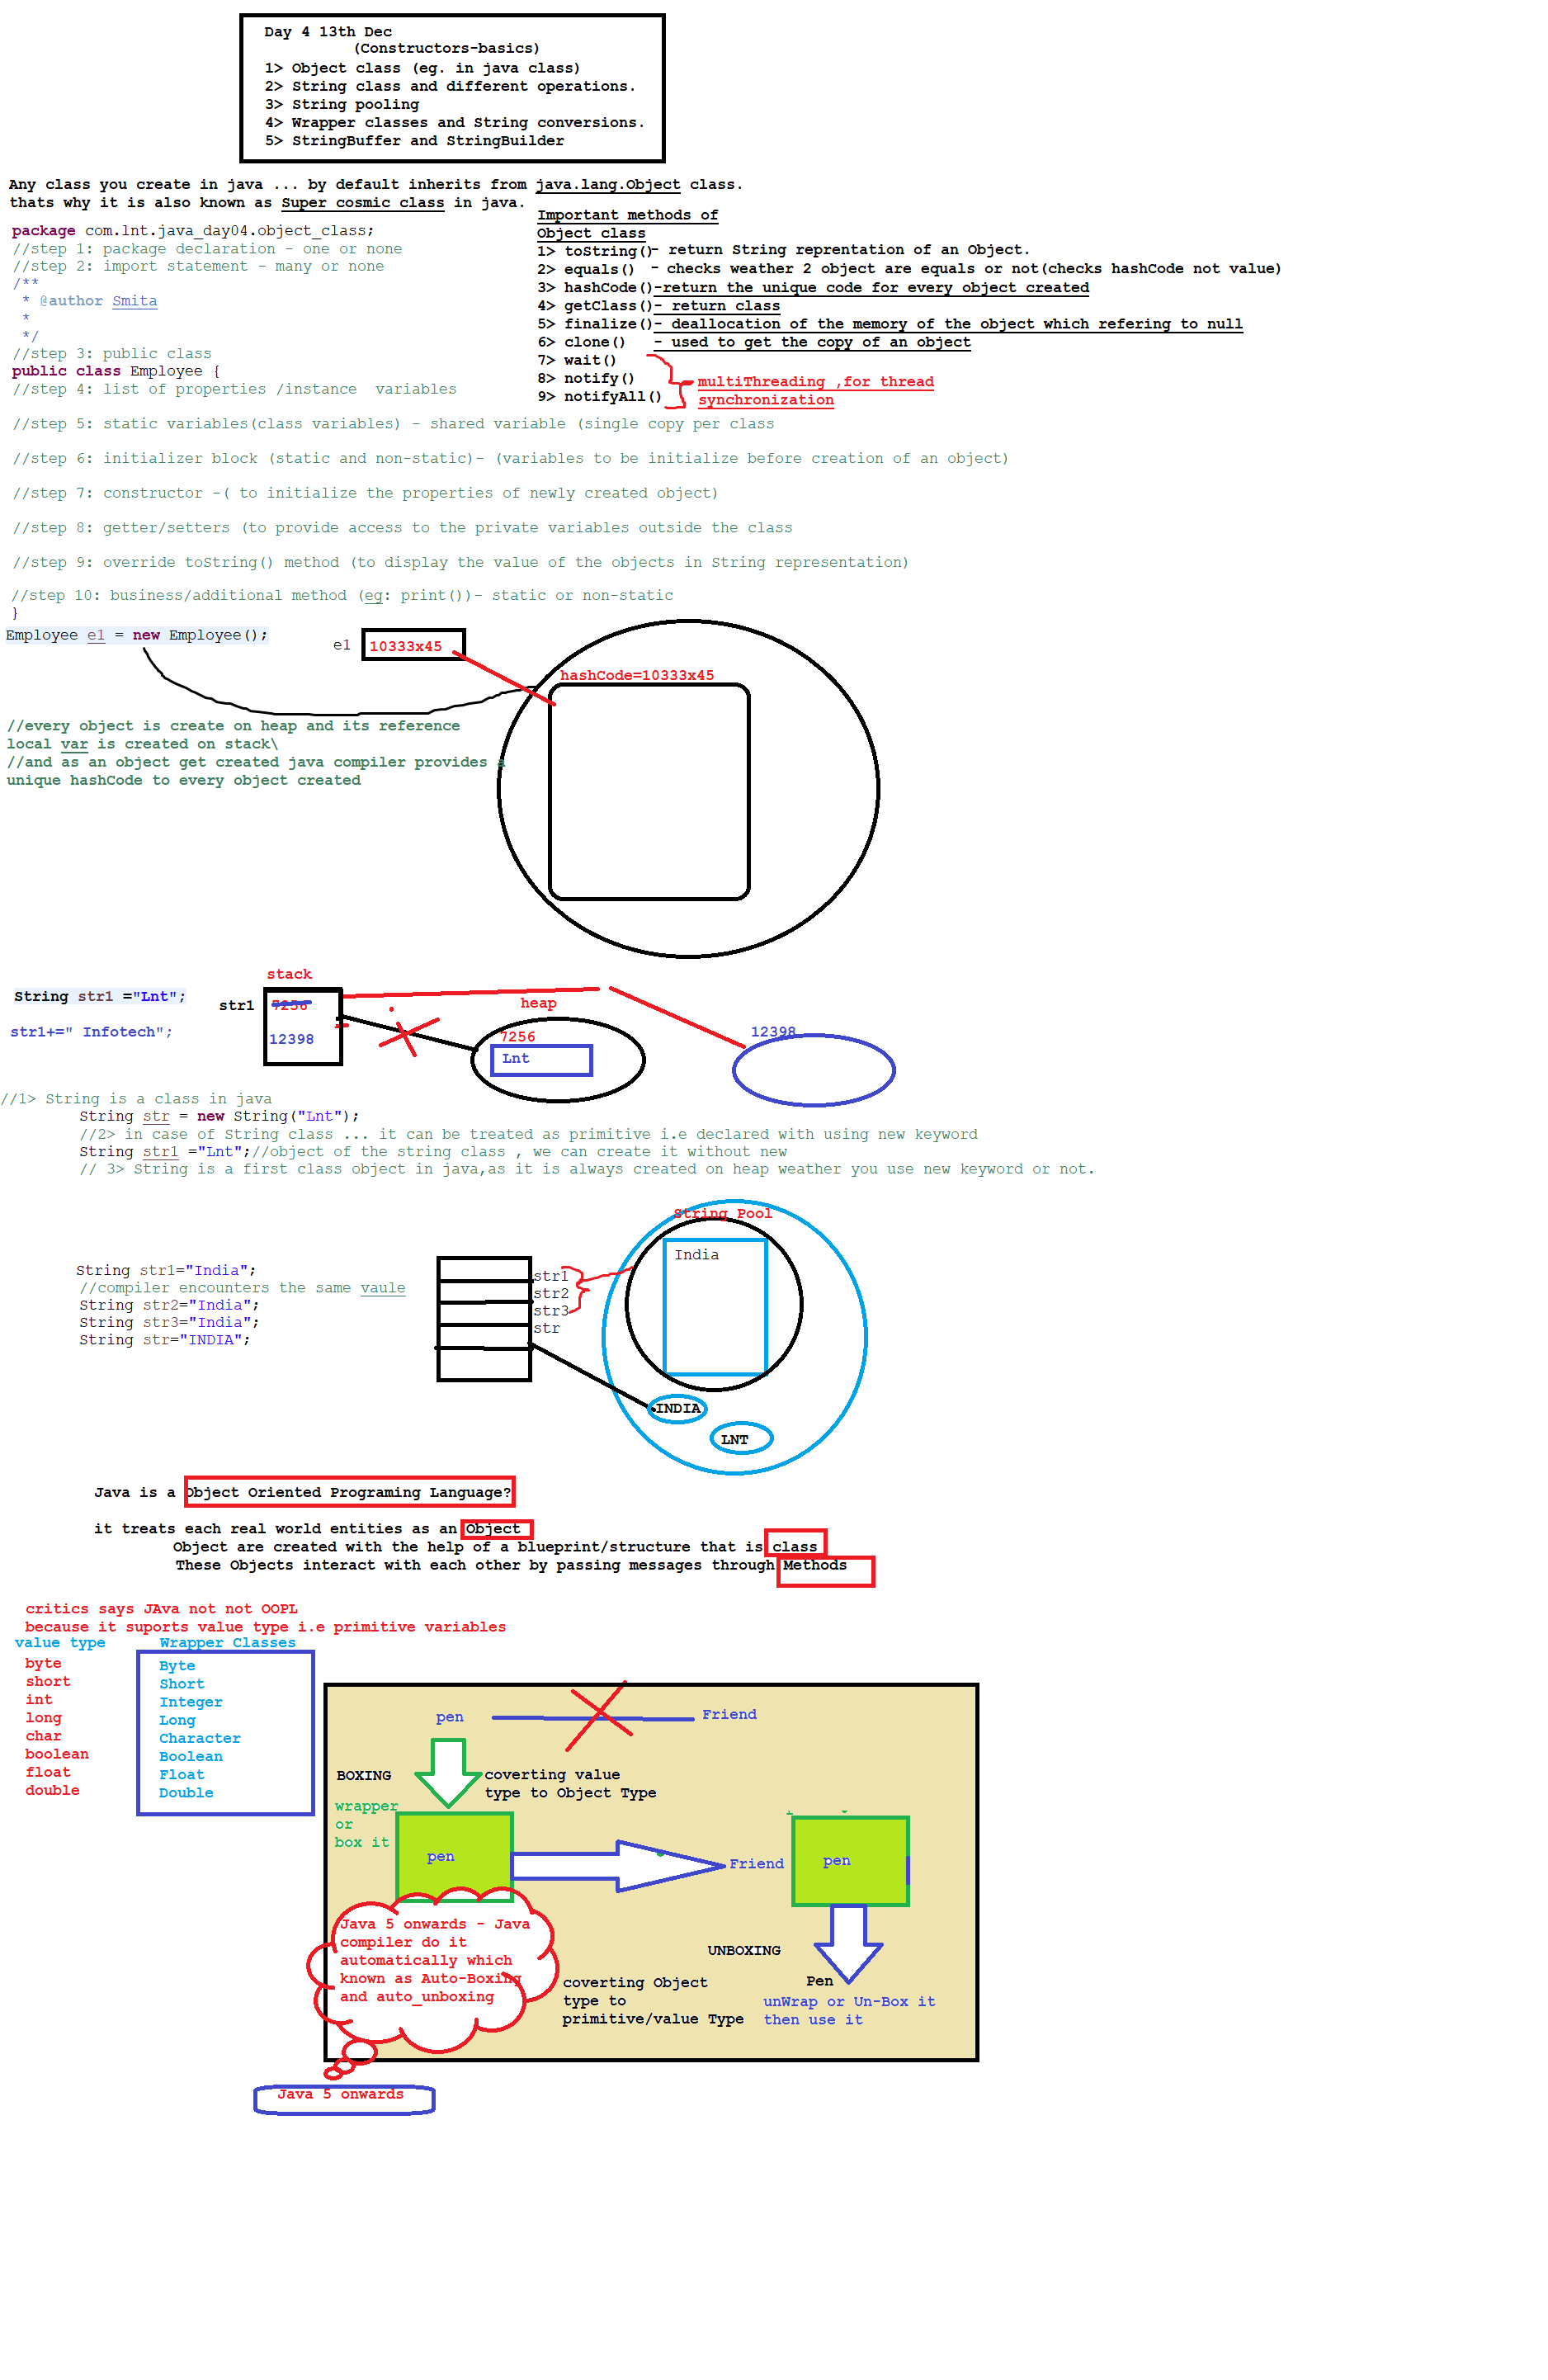 Day 4 13th Dec
(Constructors-basics)
1> Object class (eg. in java class)
2> String class and different operations.
3> String pooling
4> Wrapper classes and String conversions.
5> StringBuffer and StringBuilder
Any class you create in java ... by default inherits from java.lang.Object class.
thats why it is also known as Super cosmic class in java.
package com.lnt.java_day04.object_class;
//step 1: package declaration - one or none
//step 2: import statement - many or none
/**
* @author Smita
*
*/
//step 3: public class
public class Employee {
//step 4: list of properties /instance  variables
Important methods of
Object class
1> toString()- return String reprentation of an Object.
2> equals() - checks weather 2 object are equals or not(checks hashCode not value)
3> hashCode()-return the unique code for every object created
4> getClass()- return class
5> finalize()- deallocation of the memory of the object which refering to null
6> clone() - used to get the copy of an object
7> wait()
8> notify()
9> notifyAll()
multiThreading ,for thread
synchronization
//step 5: static variables(class variables) - shared variable (single copy per class
//step 6: initializer block (static and non-static)- (variables to be initialize before creation of an object)
//step 7: constructor -( to initialize the properties of newly created object)
//step 8: getter/setters (to provide access to the private variables outside the class
//step 9: override toString() method (to display the value of the objects in String representation)
//step 10: business/additional method (eg: print())- static or non-static
}
Employee e1 = new Employee();
e1 10333x45
hashCode=10333x45
//every object is create on heap and its reference
local var is created on stack\
//and as an object get created java compiler provides a
unique hashCode to every object created
stack
String str1 ="Lnt";
str1 7256
heap
str1+=" Infotech";
12398
7256
Lnt
12398
//1> String is a class in java
String str = new String("Lnt");
//2> in case of String class ... it can be treated as primitive i.e declared with using new keyword
String str1 ="Lnt";//object of the string class , we can create it without new
// 3> String is a first class object in java,as it is always created on heap weather you use new keyword or not.
String Pool
India
String str1="India";
//compiler encounters the same vaule
String str2="India";
String str3="India";
String str="INDIA";
str1
str2
str3
str
INDIA
LNT
Java is a Object Oriented Programing Language?
it treats each real world entities as an Object
Object are created with the help of a blueprint/structure that is class
These Objects interact with each other by passing messages through Methods
critics says JAva not not OOPL
because it suports value type i.e primitive variables
value type Wrapper Classes
byte Byte
short Short
int Integer
long Long
char Character
boolean Boolean
float Float
double Double
pen Friend
BOXING
coverting value
type to Object Type
wrapper
or
box it
pen
Friend
pen
Java 5 onwards - Java
compiler do it
automatically which
known as Auto-Boxing
and auto_unboxing
UNBOXING
coverting Object
type to
primitive/value Type
Pen
unWrap or Un-Box it
then use it
Java 5 onwards